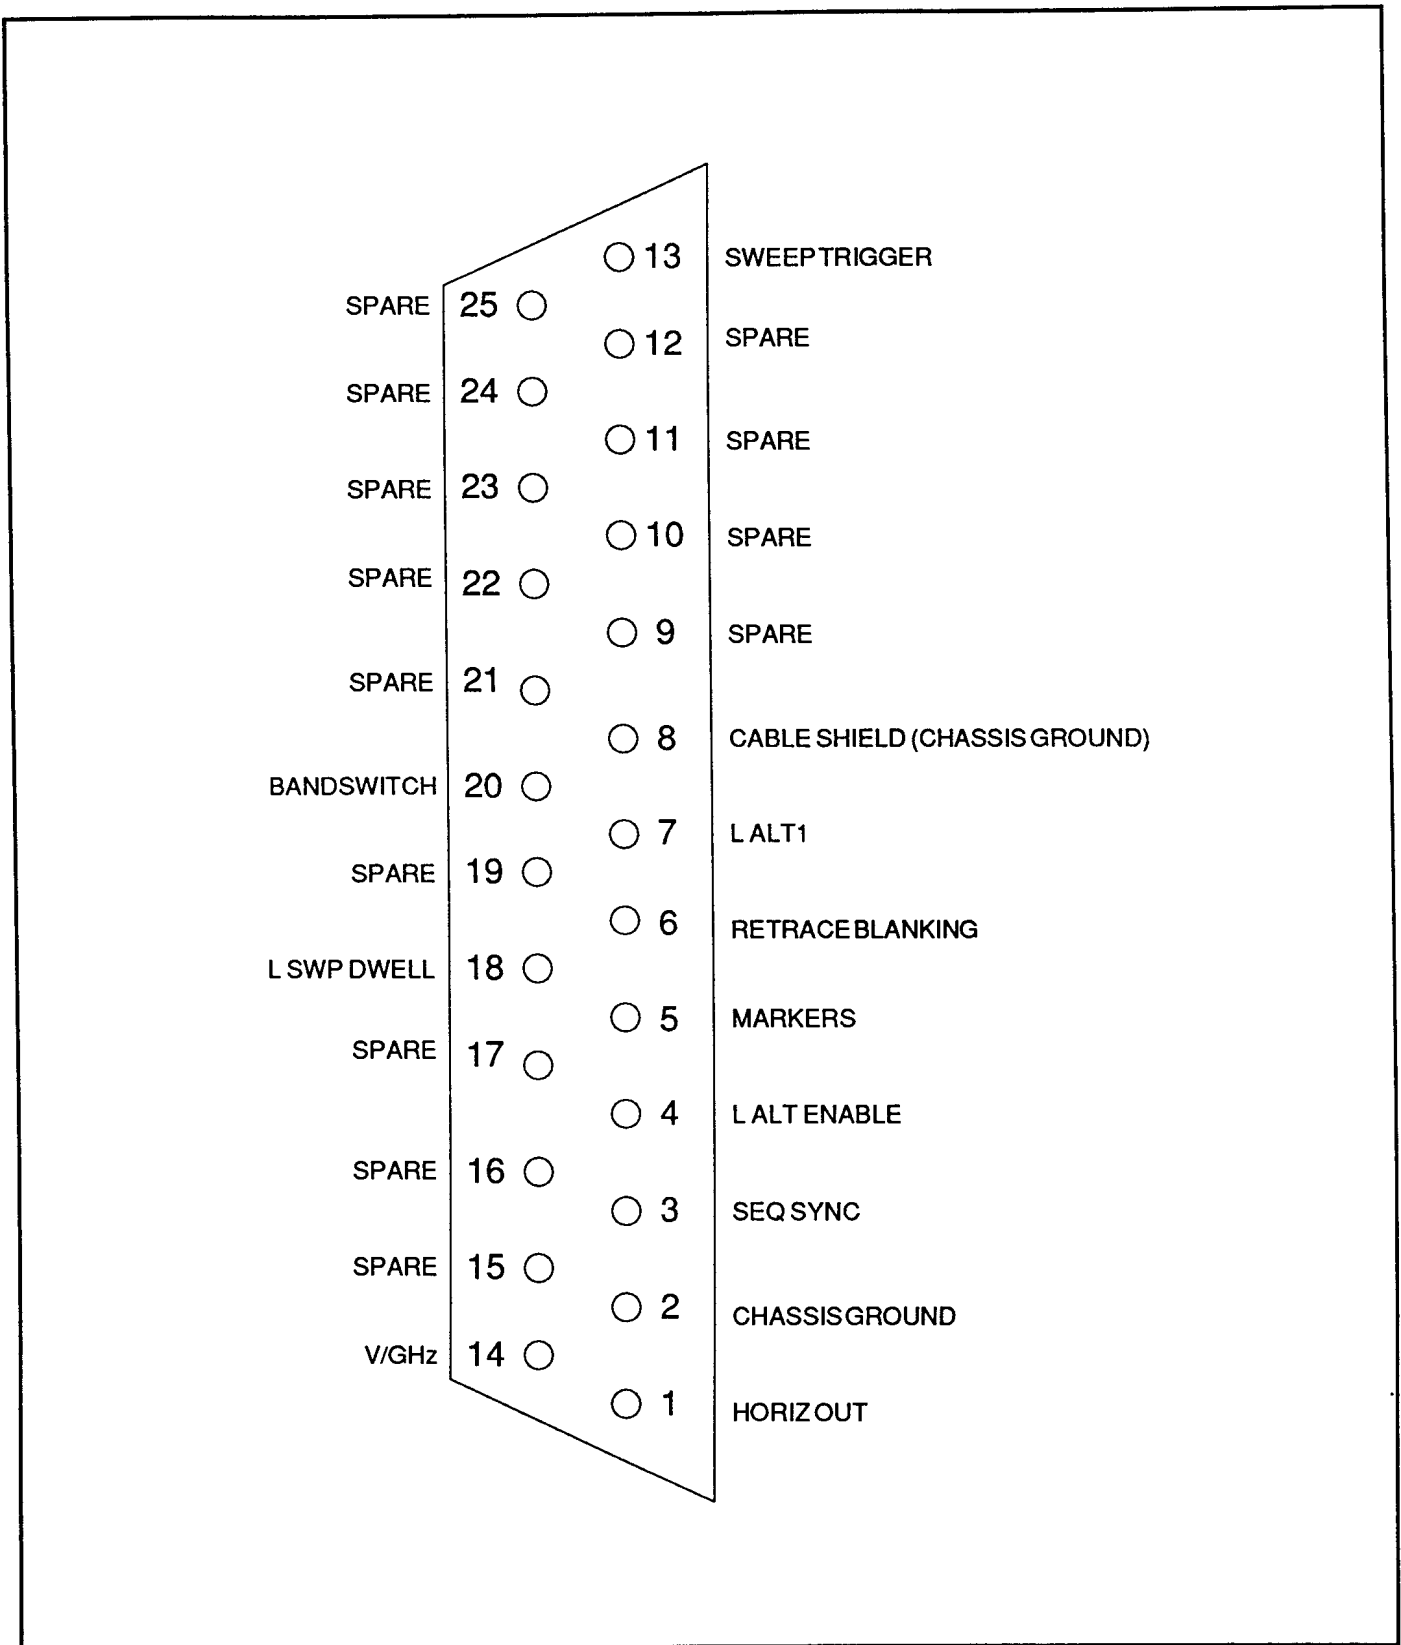 13 SWEEP TRIGGER
SPARE 25
12 SPARE
SPARE 24
11 SPARE
SPARE 23
10 SPARE
SPARE 22
9 SPARE
SPARE 21
8 CABLE SHIELD (CHASSIS GROUND)
BANDSWITCH 20
7 L ALT1
SPARE 19
6 RETRACE BLANKING
L SWP DWELL 18
5 MARKERS
SPARE 17
4 L ALT ENABLE
SPARE 16
3 SEQ SYNC
SPARE 15
2 CHASSIS GROUND
V/GHz 14
1 HORIZ OUT